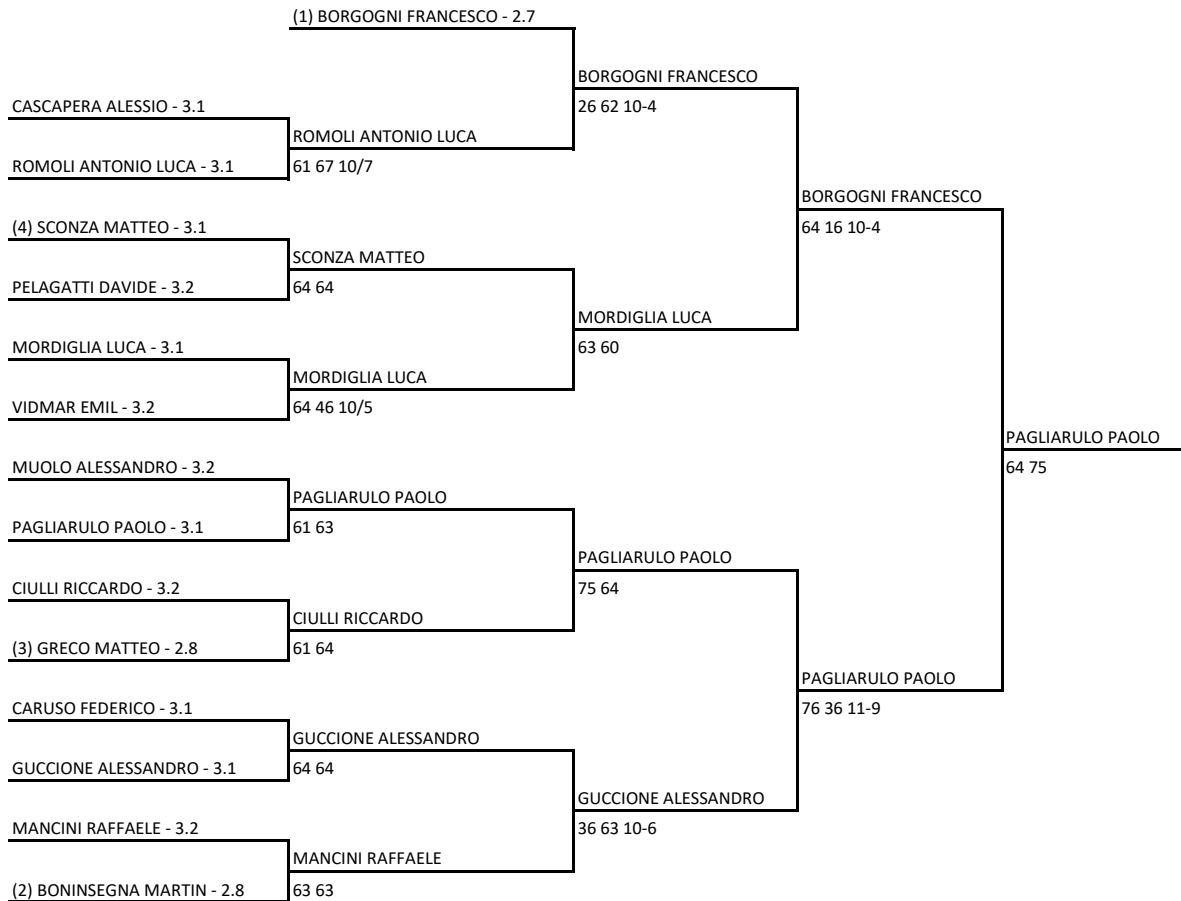 (1) BORGOGNI FRANCESCO - 2.7
BORGOGNI FRANCESCO
CASCAPERA ALESSIO - 3.1
26 62 10-4
ROMOLI ANTONIO LUCA
ROMOLI ANTONIO LUCA - 3.1
61 67 10/7
BORGOGNI FRANCESCO
(4) SCONZA MATTEO - 3.1
64 16 10-4
SCONZA MATTEO
PELAGATTI DAVIDE - 3.2
64 64
MORDIGLIA LUCA
MORDIGLIA LUCA - 3.1
63 60
MORDIGLIA LUCA
VIDMAR EMIL - 3.2
64 46 10/5
PAGLIARULO PAOLO
MUOLO ALESSANDRO - 3.2
64 75
PAGLIARULO PAOLO
PAGLIARULO PAOLO - 3.1
61 63
PAGLIARULO PAOLO
CIULLI RICCARDO - 3.2
75 64
CIULLI RICCARDO
(3) GRECO MATTEO - 2.8
61 64
PAGLIARULO PAOLO
CARUSO FEDERICO - 3.1
76 36 11-9
GUCCIONE ALESSANDRO
GUCCIONE ALESSANDRO - 3.1
64 64
GUCCIONE ALESSANDRO
MANCINI RAFFAELE - 3.2
36 63 10-6
MANCINI RAFFAELE
(2) BONINSEGNA MARTIN - 2.8
63 63